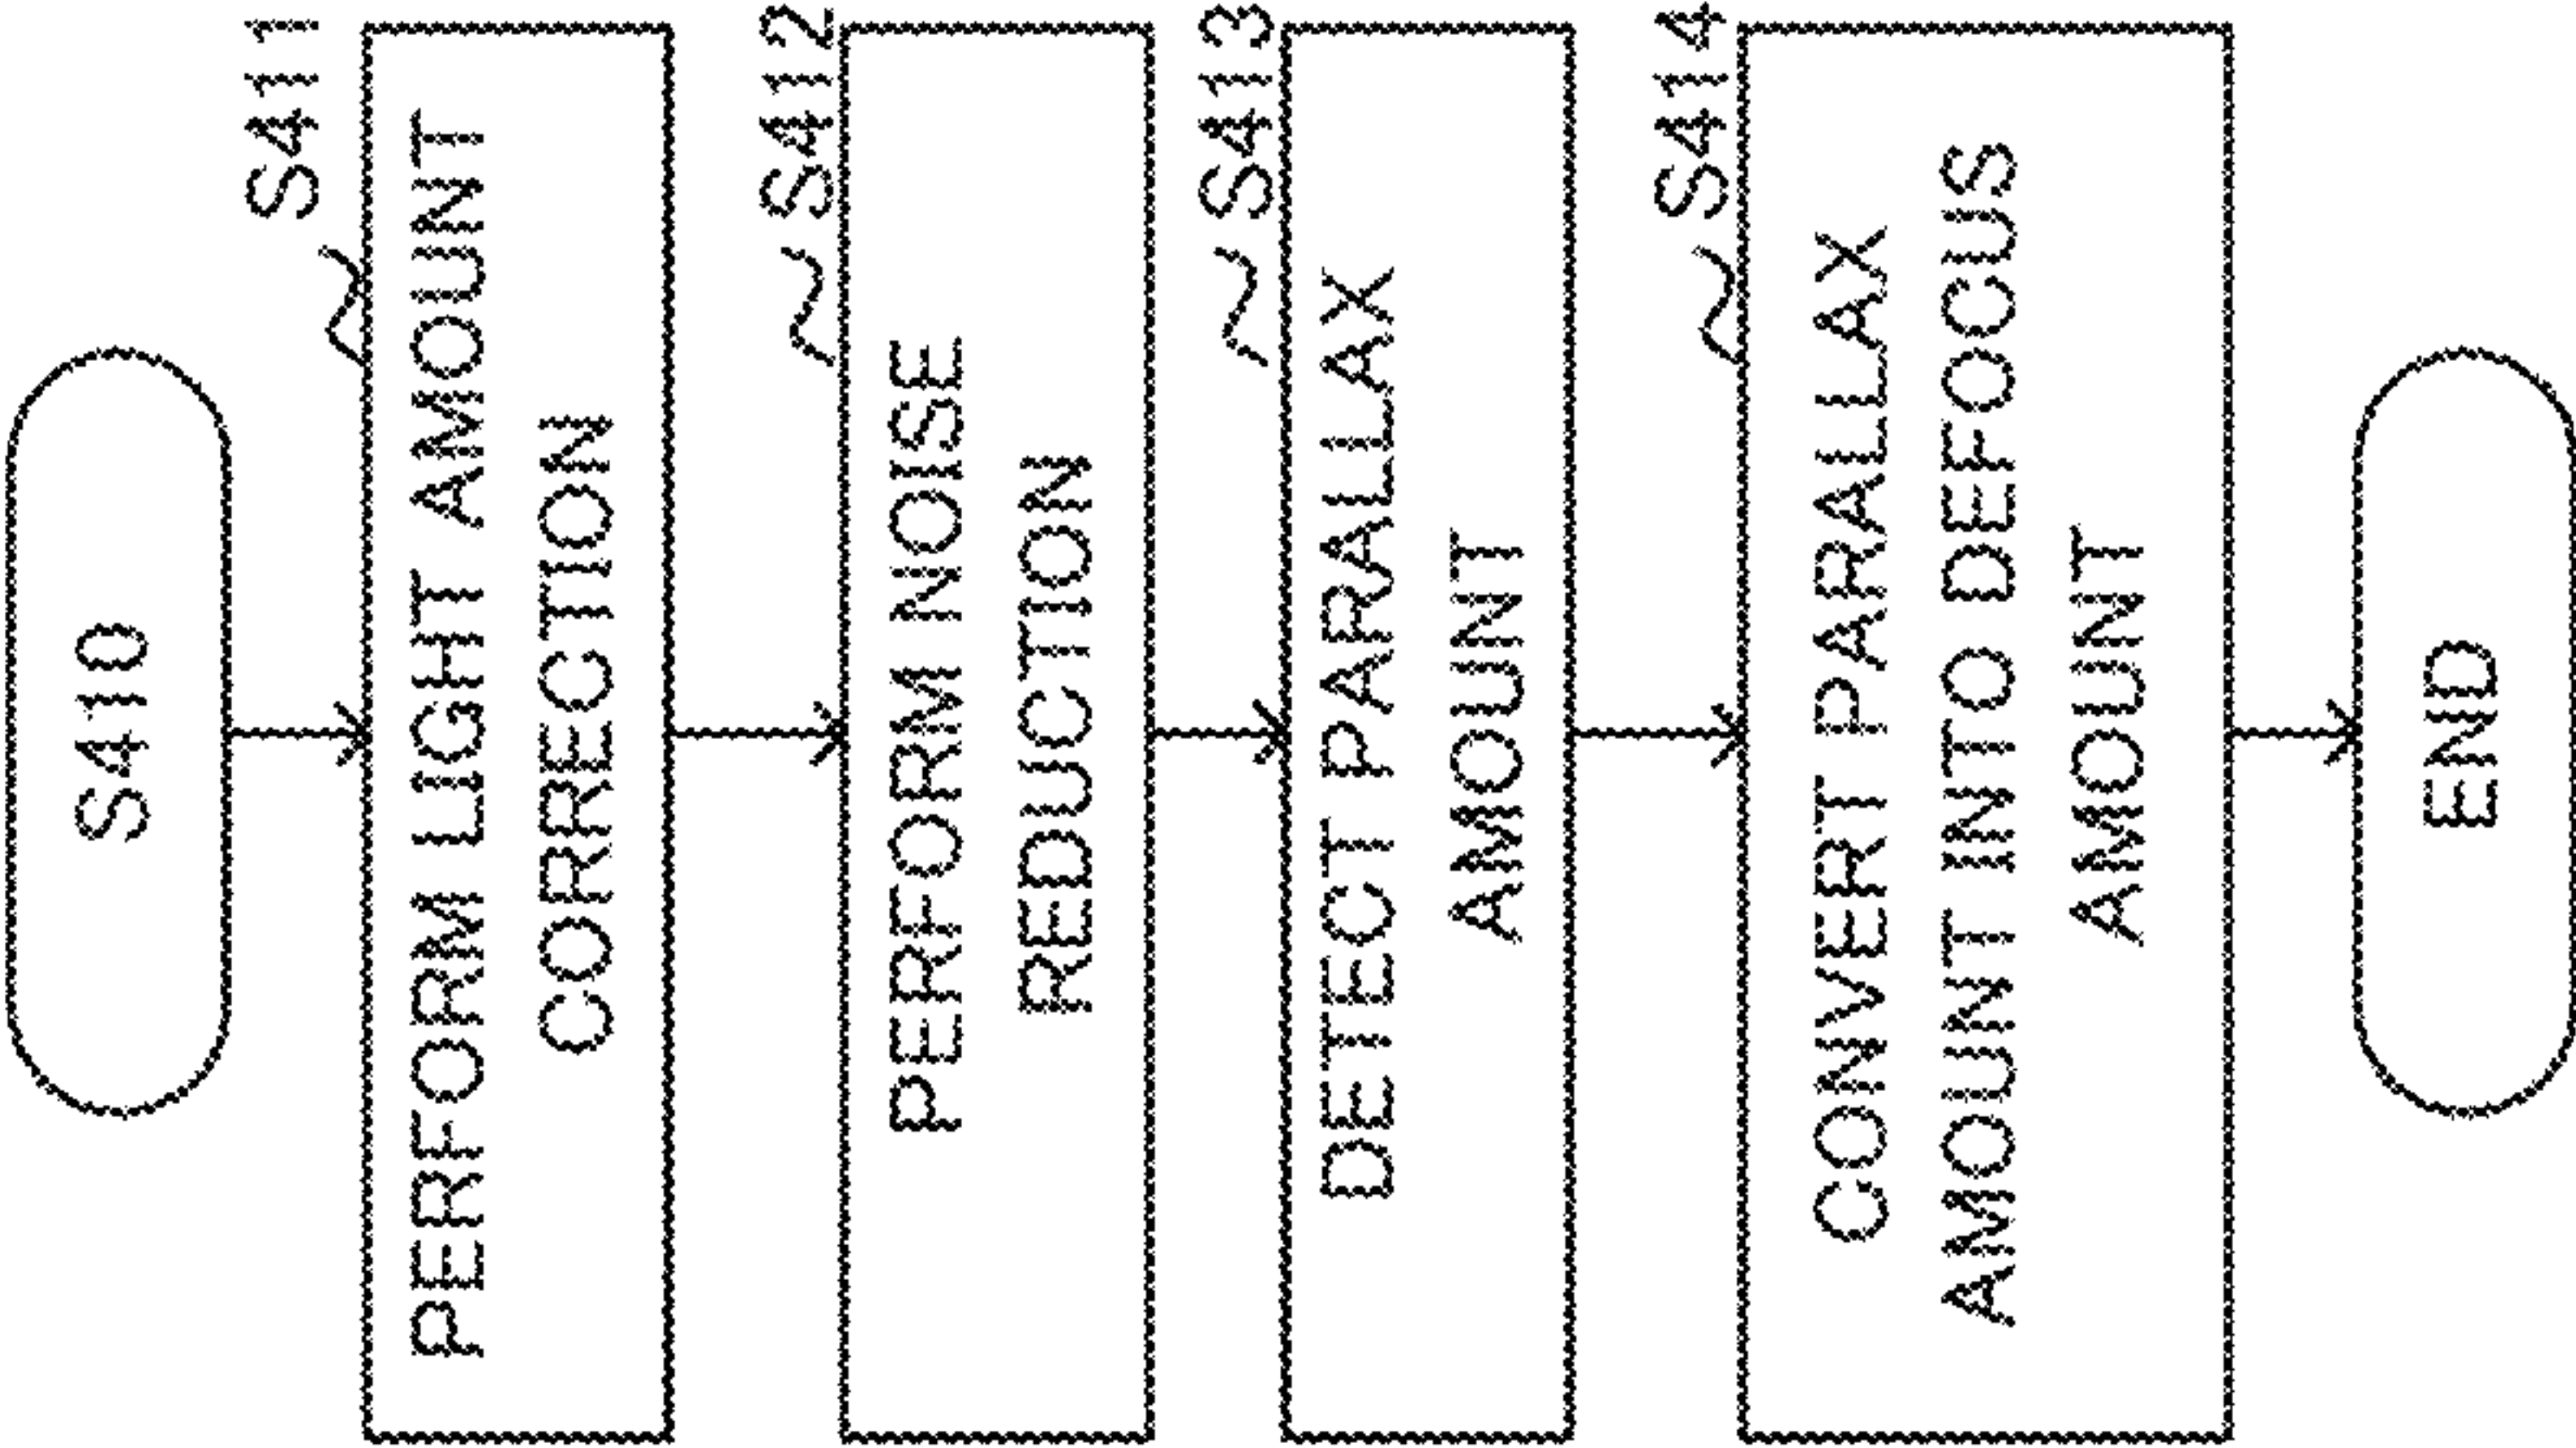 S410
S411
PERFORM LIGHT AMOUNT
CORRECTION
S412
PERFORM NOISE
REDUCTION
S413
DETECT PARALLAX
AMOUNT
S414
CONVERT PARALLAX
AMOUNT INTO DEFOCUS
AMOUNT
END